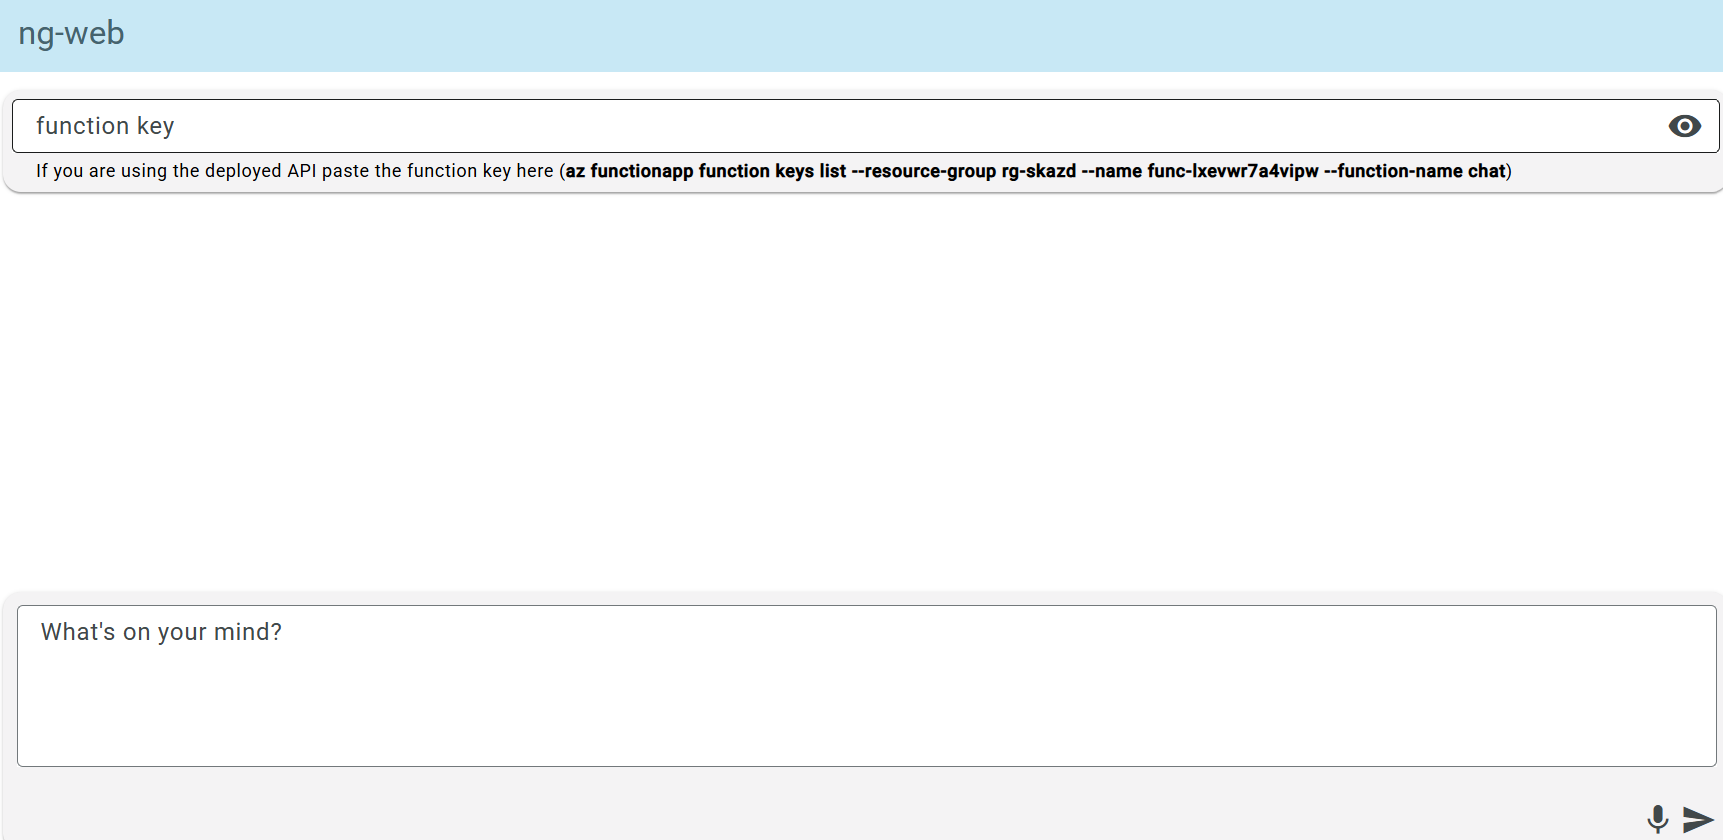 ng-web
function key
If you are using the deployed API paste the function key here (az functionapp function keys list --resource-group rg-skazd --name func-lxevwr7a4vipw --function-name chat)
What's on your mind?